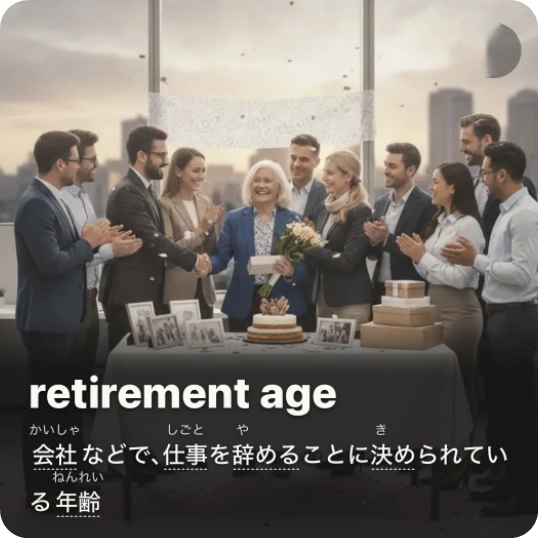 retirement age
かいしゃ しごと や き
会社などで、仕事を辞めることに決められてい
ねんれい
る年齢